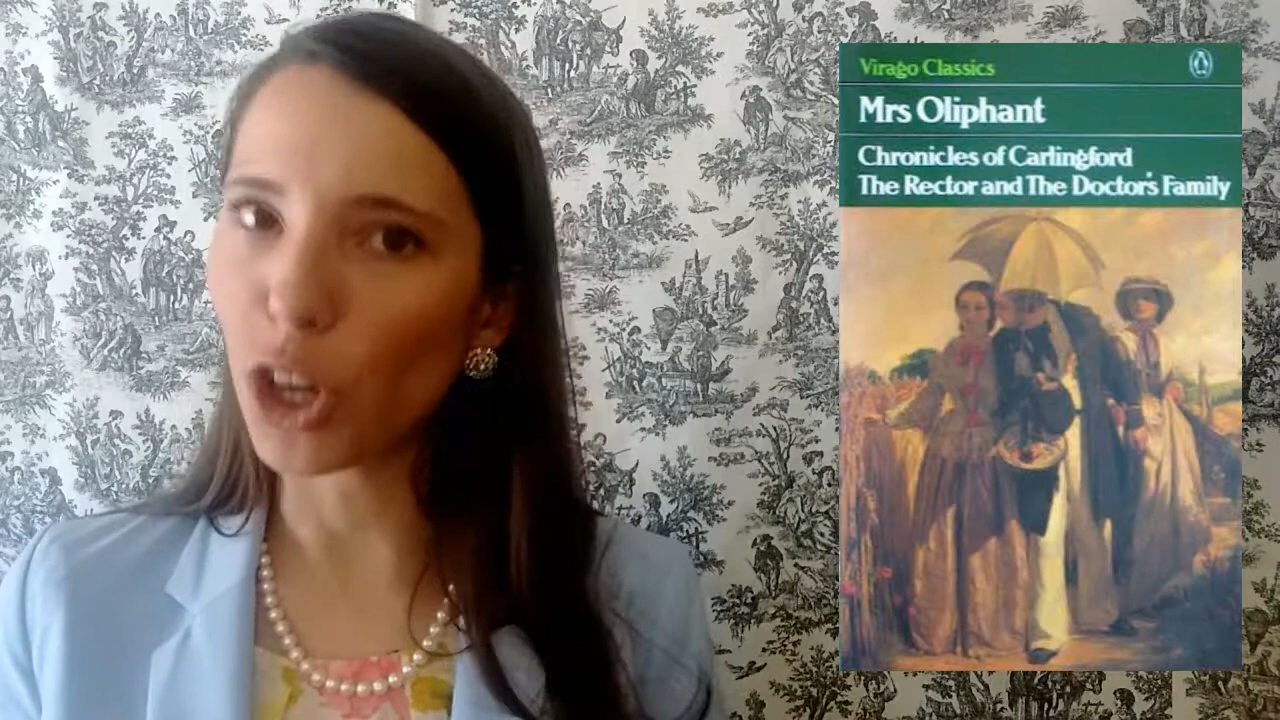 Virago Classics
Mrs Oliphant
Chronicles of Carlingford
The Rector and The Doctor's Family